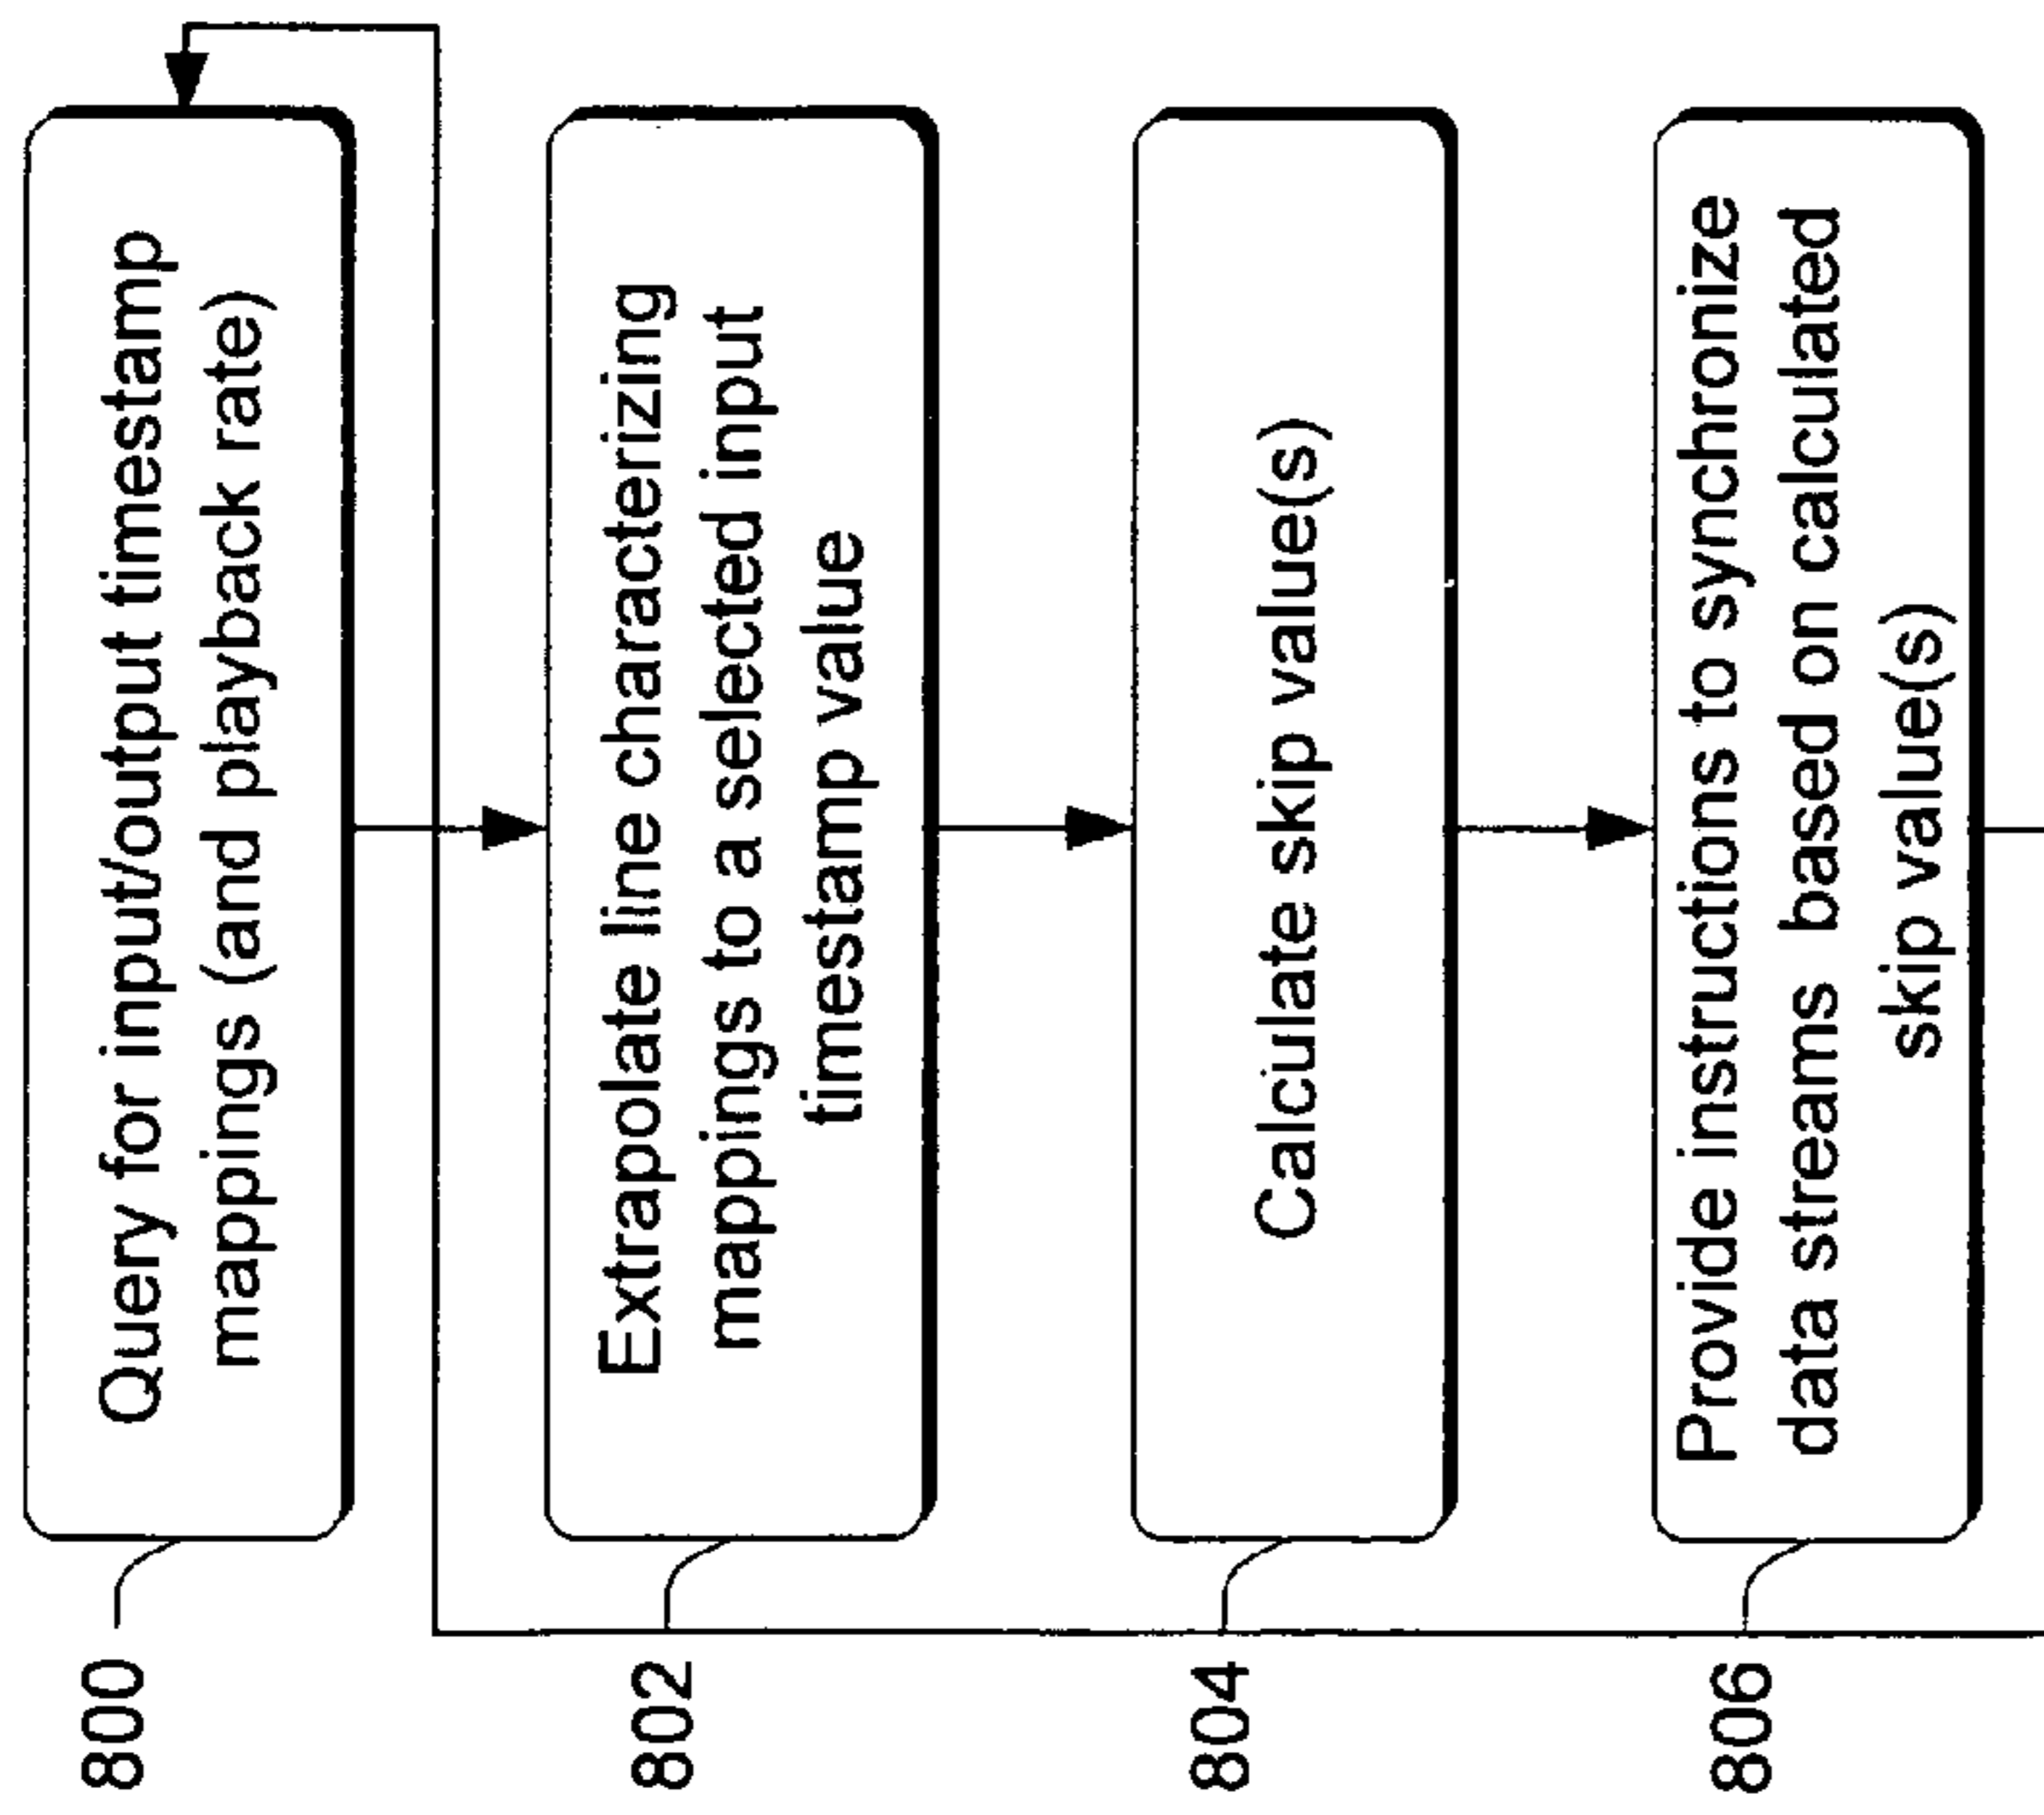 800
Query for input/output timestamp
mappings (and playback rate)
802
Extrapolate line characterizing
mappings to a selected input
timestamp value
804
Calculate skip value(s)
806
Provide instructions to synchronize
data streams based on calculated
skip value(s)